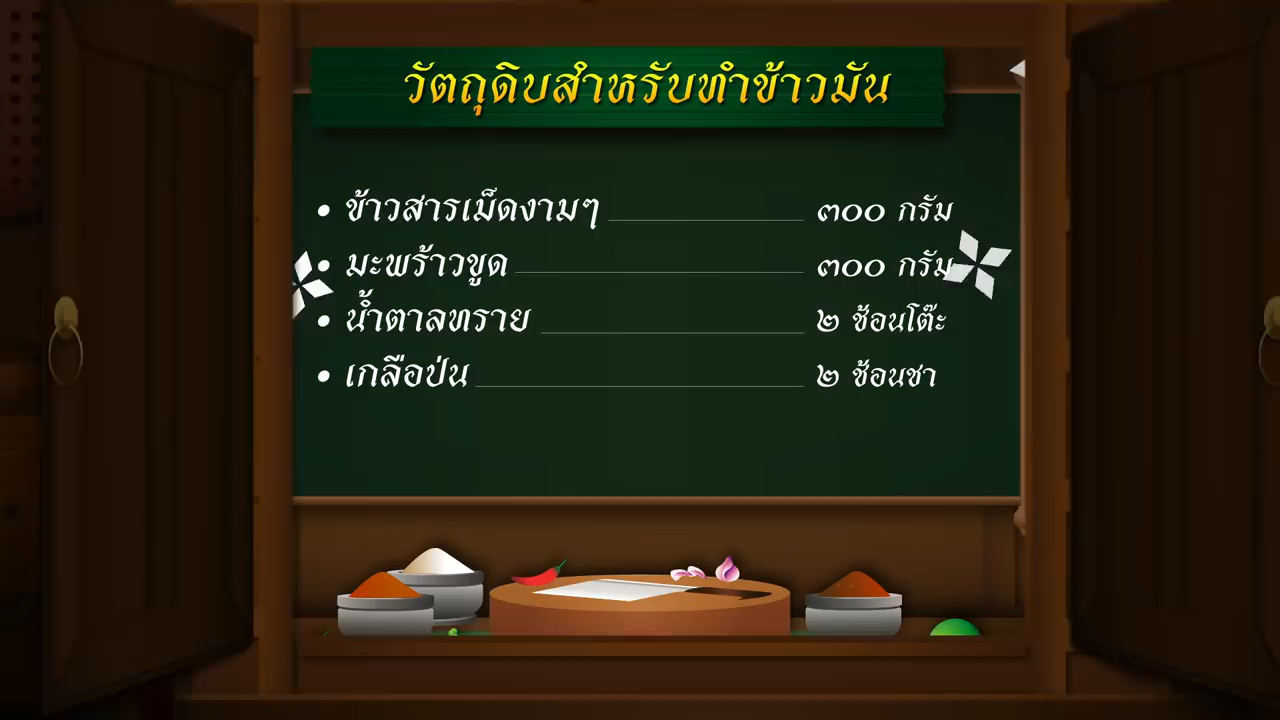 วัตถุดิบสำหรับทำข้าวมัน
• ข้าวสารเม็ดงามๆ ๓๐๐ กรัม
• มะพร้าวขูด ๓๐๐ กรัม
• น้ำตาลทราย ๒ ช้อนโต๊ะ
• เกลือป่น ๒ ช้อนชา